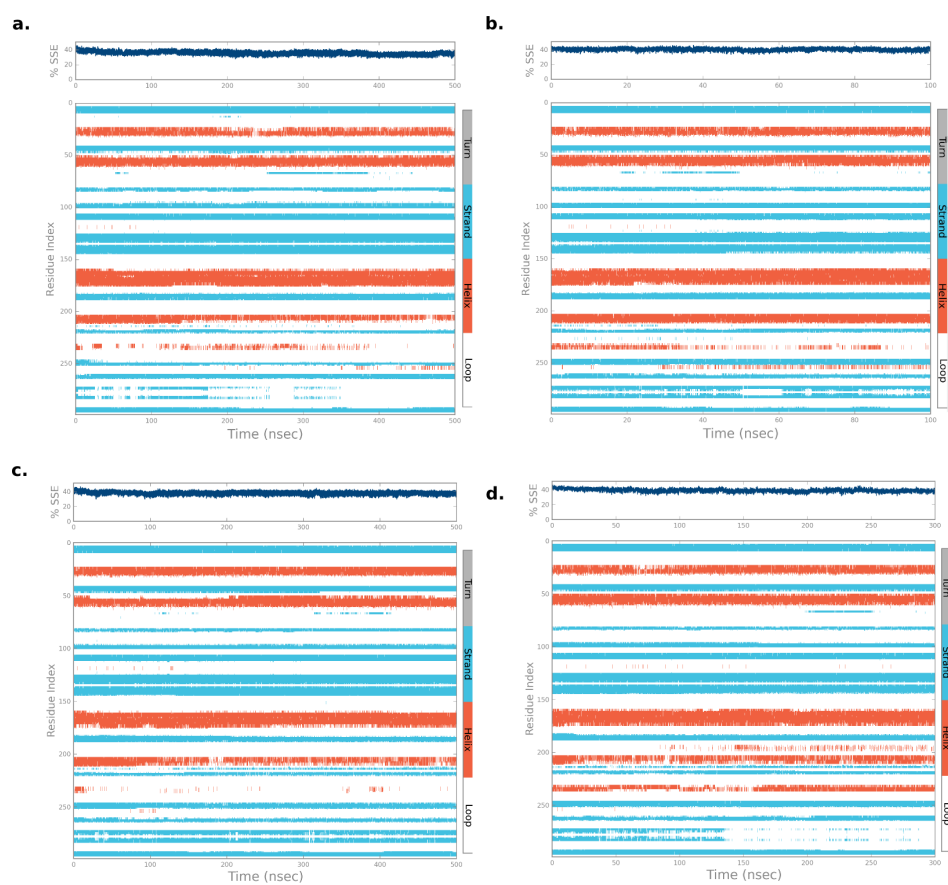 a.
% SSE
40
20
0
0 100 200 300 400 500
0
50
100
150
200
250
Residue Index
0 100 200 300 400 500
Time (nsec)
Turn
Strand
Helix
Loop
b.
% SSE
40
20
0
0 20 40 60 80 100
0
50
100
150
200
250
Residue Index
0 20 40 60 80 100
Time (nsec)
Turn
Strand
Helix
Loop
c.
% SSE
40
20
0
0 100 200 300 400 500
0
50
100
150
200
250
Residue Index
0 100 200 300 400 500
Time (nsec)
Turn
Strand
Helix
Loop
d.
% SSE
40
20
0
0 50 100 150 200 250 300
0
50
100
150
200
250
Residue Index
0 50 100 150 200 250 300
Time (nsec)
Turn
Strand
Helix
Loop